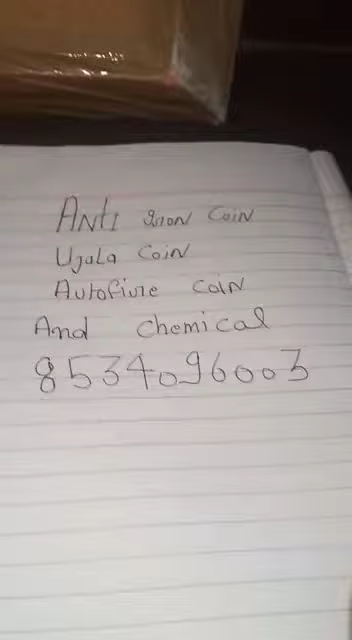 Anti Iron Coin
Ujala Coin
Autofire Coin
And Chemical
8534096003